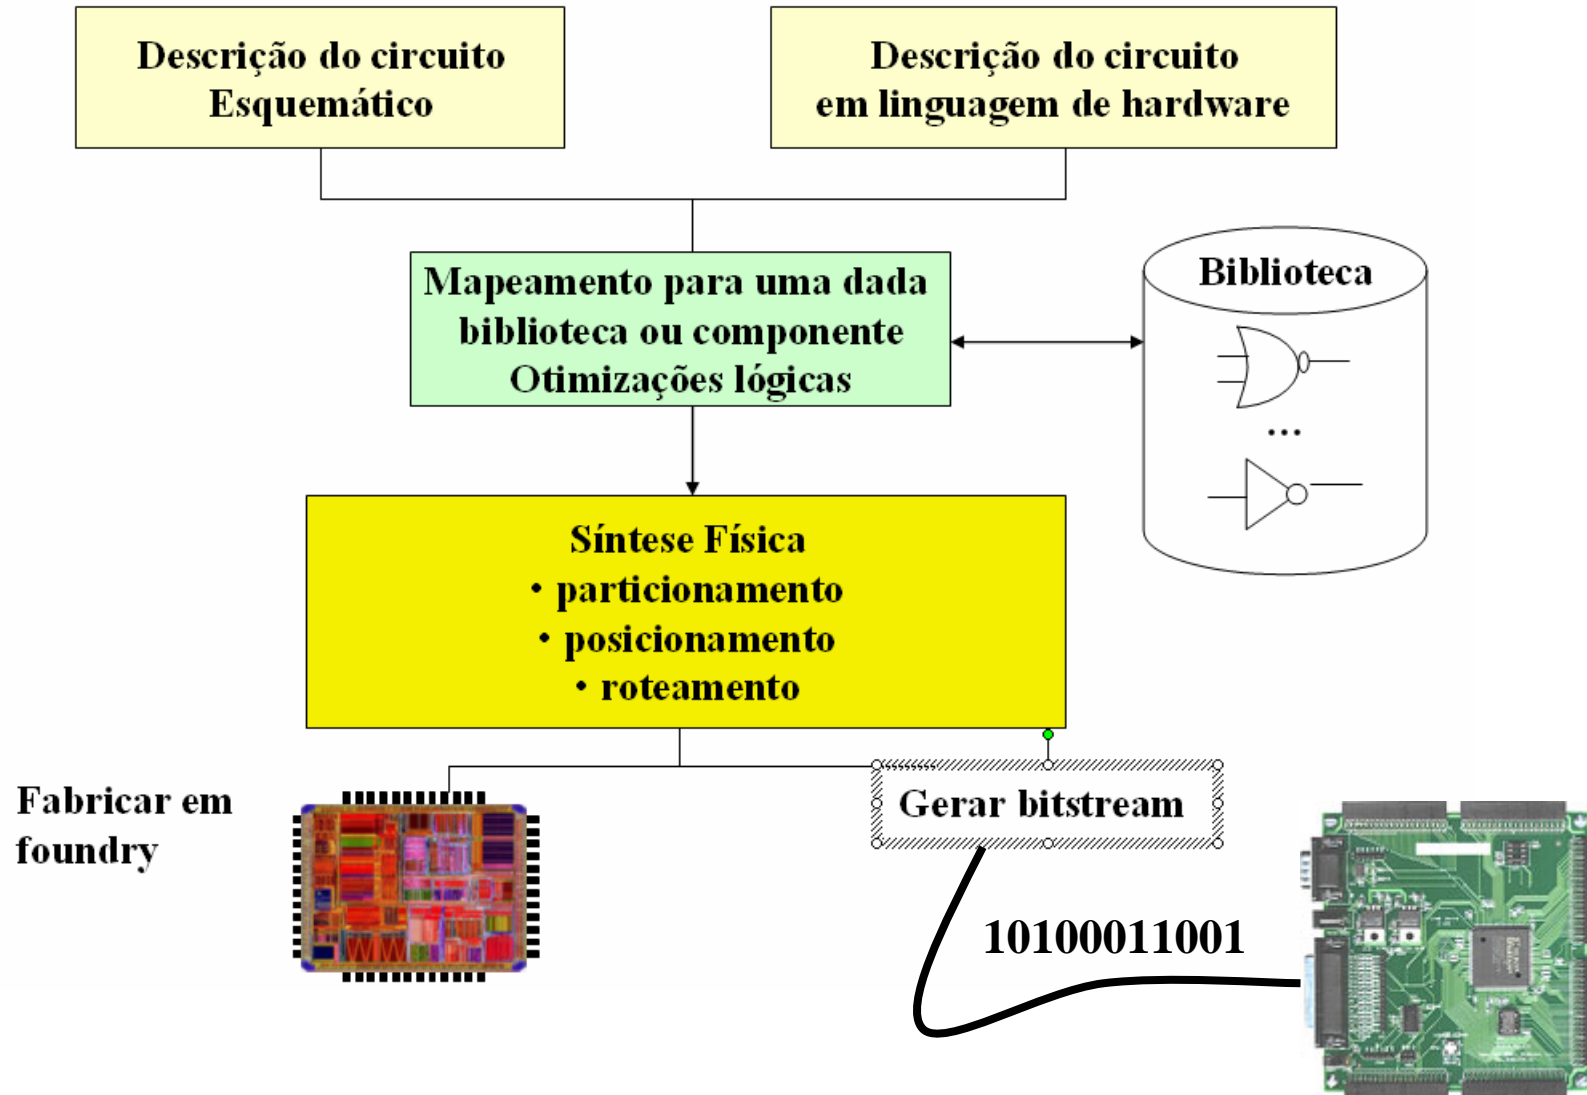 Descrição do circuito
Esquemático
Descrição do circuito
em linguagem de hardware
Mapeamento para uma dada
biblioteca ou componente
Otimizações lógicas
Biblioteca
...
Síntese Física
• particionamento
• posicionamento
• roteamento
Fabricar em
foundry
Gerar bitstream
10100011001